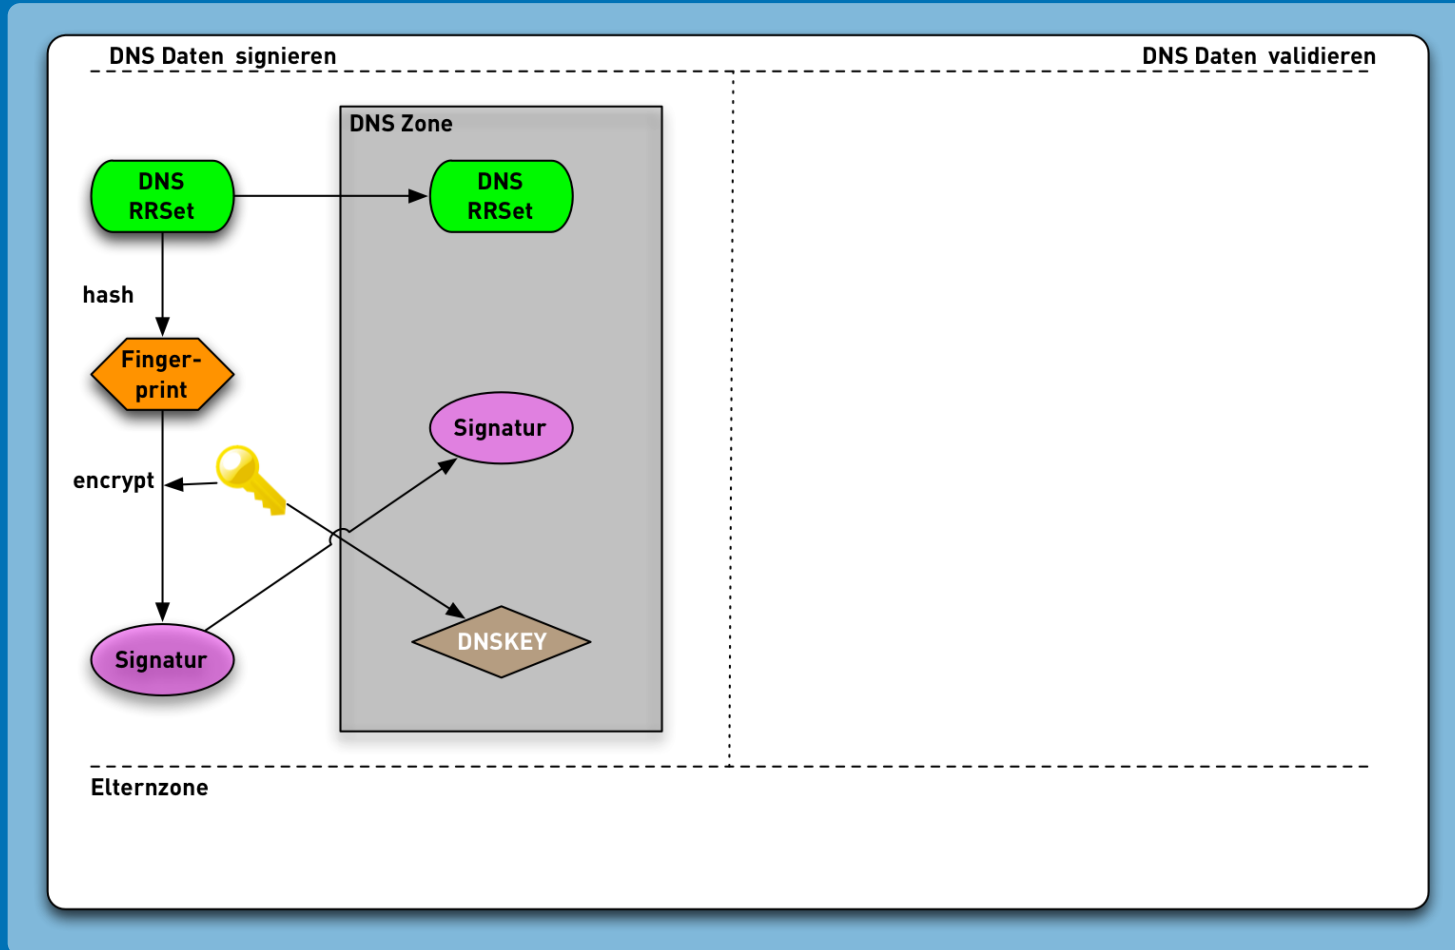 DNS Daten signieren
DNS Daten validieren
DNS Zone
DNS
RRSet
DNS
RRSet
hash
Finger-
print
Signatur
encrypt
DNSKEY
Signatur
Elternzone